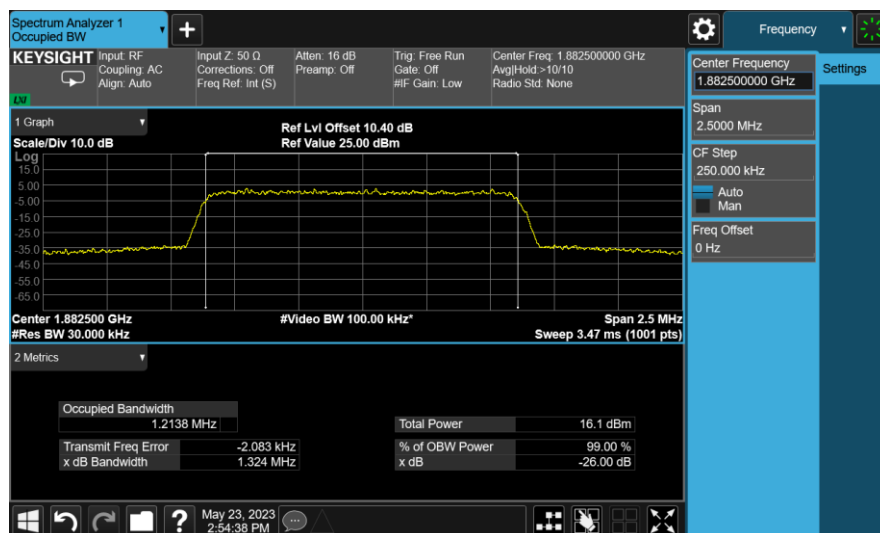 Spectrum Analyzer 1
Occupied BW
+
Frequency
KEYSIGHT
Input: RF
Coupling: AC
Align: Auto
Input Z: 50 Ω
Corrections: Off
Freq Ref: Int (S)
Atten: 16 dB
Preamp: Off
Trig: Free Run
Gate: Off
#IF Gain: Low
Center Freq: 1.882500000 GHz
Avg|Hold:>10/10
Radio Std: None
LXI
Center Frequency
1.882500000 GHz
Settings
Span
2.5000 MHz
CF Step
250.000 kHz
Auto
Man
Freq Offset
0 Hz
1 Graph
Scale/Div 10.0 dB
Ref Lvl Offset 10.40 dB
Ref Value 25.00 dBm
Log
15.0
5.00
-5.00
-15.0
-25.0
-35.0
-45.0
-55.0
-65.0
Center 1.882500 GHz
#Video BW 100.00 kHz*
Span 2.5 MHz
#Res BW 30.000 kHz
Sweep 3.47 ms (1001 pts)
2 Metrics
Occupied Bandwidth
1.2138 MHz
Total Power 16.1 dBm
Transmit Freq Error -2.083 kHz
% of OBW Power 99.00 %
x dB Bandwidth 1.324 MHz
x dB -26.00 dB
?
May 23, 2023
2:54:38 PM